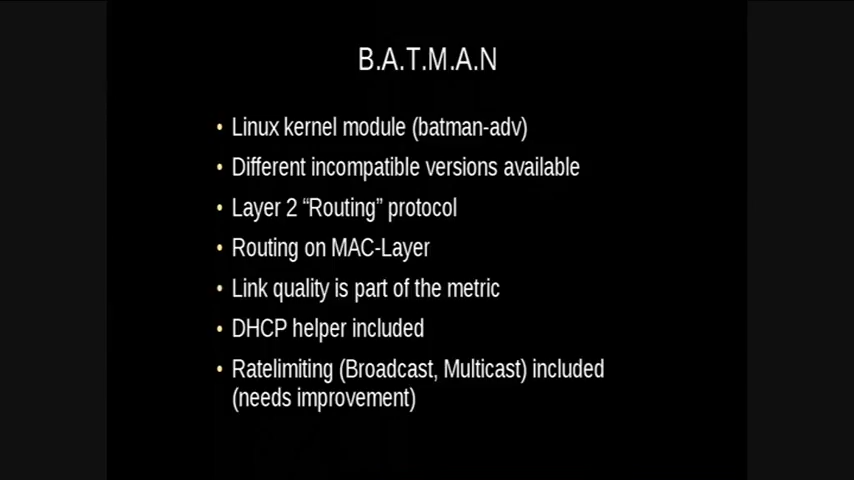 B.A.T.M.A.N
• Linux kernel module (batman-adv)
• Different incompatible versions available
• Layer 2 “Routing” protocol
• Routing on MAC-Layer
• Link quality is part of the metric
• DHCP helper included
• Ratelimiting (Broadcast, Multicast) included
(needs improvement)